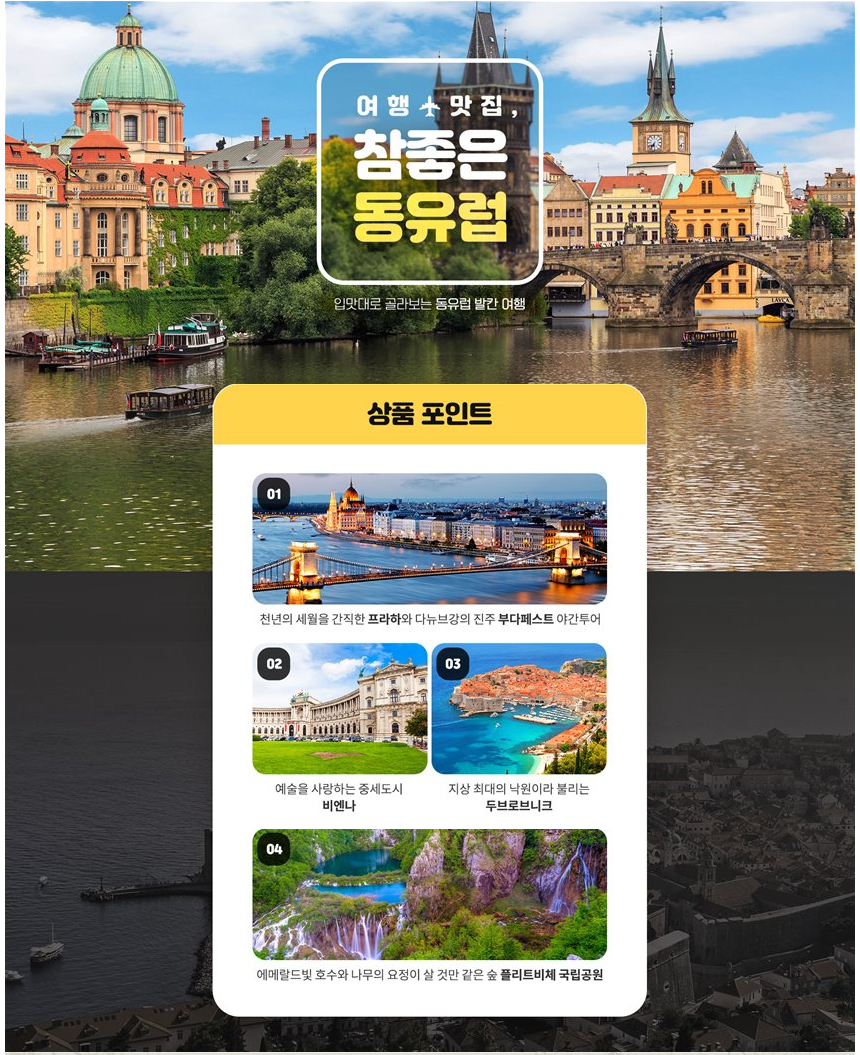 여행 맛집,
참좋은
동유럽
입맛대로 골라보는 동유럽 발칸 여행
상품 포인트
01
천년의 세월을 간직한 프라하와 다뉴브강의 진주 부다페스트 야간투어
02
03
예술을 사랑하는 중세도시
비엔나
지상 최대의 낙원이라 불리는
두브로브니크
04
에메랄드빛 호수와 나무의 요정이 살 것만 같은 숲 플리트비체 국립공원